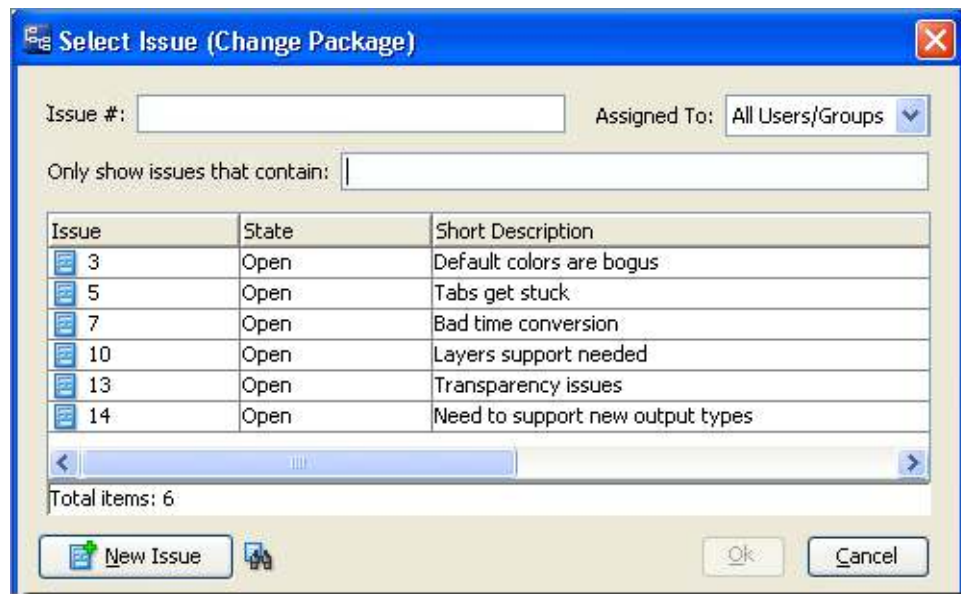 Select Issue (Change Package)
Issue #: Assigned To: All Users/Groups
Only show issues that contain:
Issue State Short Description
3 Open Default colors are bogus
5 Open Tabs get stuck
7 Open Bad time conversion
10 Open Layers support needed
13 Open Transparency issues
14 Open Need to support new output types
Total items: 6
New Issue Ok Cancel